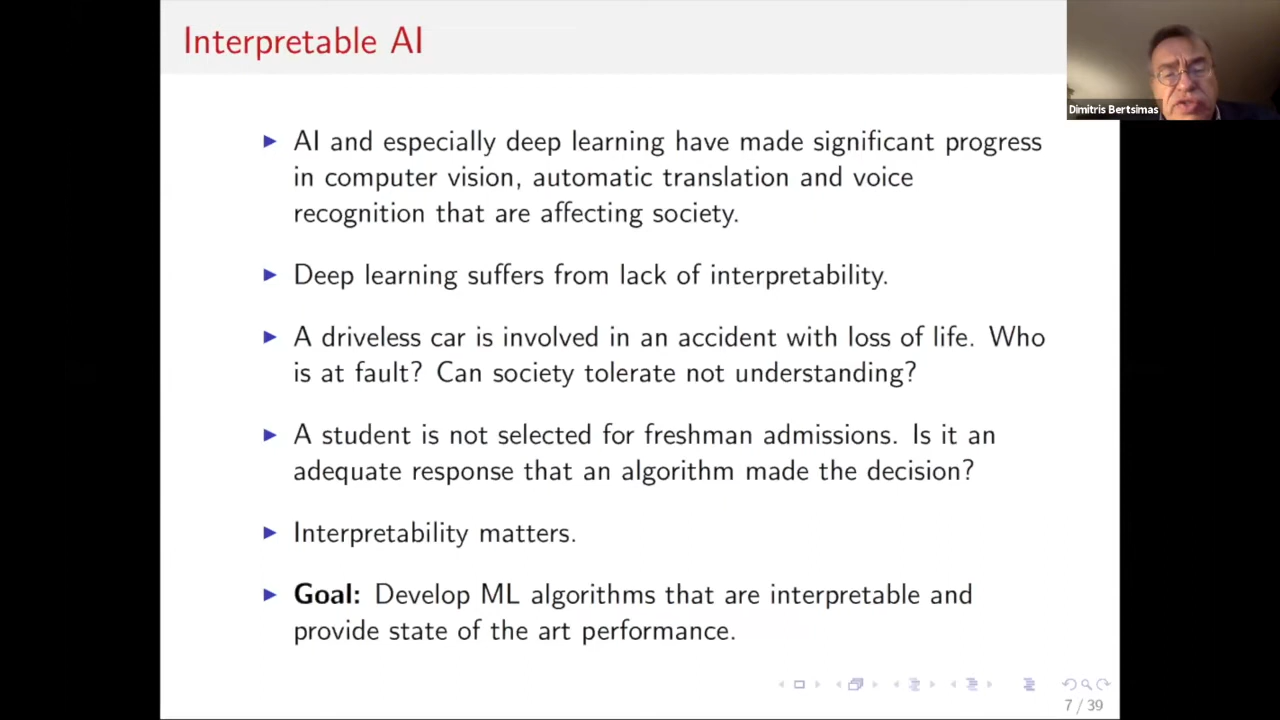 Interpretable AI
Dimitris Bertsimas
▶ AI and especially deep learning have made significant progress
in computer vision, automatic translation and voice
recognition that are affecting society.
▶ Deep learning suffers from lack of interpretability.
▶ A driveless car is involved in an accident with loss of life. Who
is at fault? Can society tolerate not understanding?
▶ A student is not selected for freshman admissions. Is it an
adequate response that an algorithm made the decision?
▶ Interpretability matters.
▶ Goal: Develop ML algorithms that are interpretable and
provide state of the art performance.
7 / 39